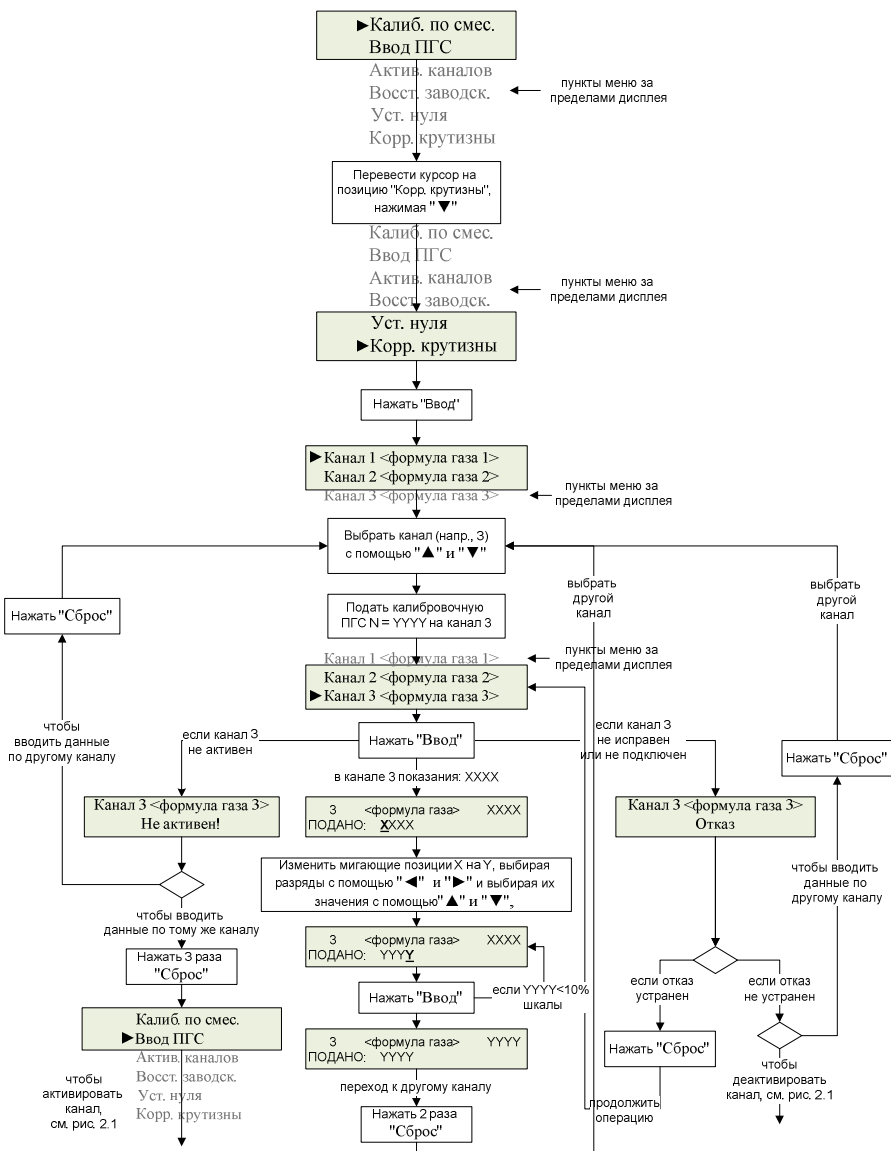 ►Калиб. по смес.
Ввод ПГС
Актив. каналов
Восст. заводск.
Уст. нуля
Корр. крутизны
пункты меню за
пределами дисплея
Перевести курсор на
позицию "Корр. крутизны",
нажимая "▼"
Калиб. по смес.
Ввод ПГС
Актив. каналов
Восст. заводск.
пункты меню за
пределами дисплея
Уст. нуля
►Корр. крутизны
Нажать "Ввод"
►Канал 1 <формула газа 1>
Канал 2 <формула газа 2>
Канал 3 <формула газа 3>
пункты меню за
пределами дисплея
Выбрать канал (напр., 3)
с помощью "▲" и "▼"
Нажать "Сброс"
выбрать
другой
канал
выбрать
другой
канал
Подать калибровочную
ПГС N = YYYY на канал 3
Канал 1 <формула газа 1>
пункты меню за
пределами дисплея
Канал 2 <формула газа 2>
►Канал 3 <формула газа 3>
чтобы
вводить данные
по другому каналу
если канал 3
не активен
Нажать "Ввод"
если канал 3
не исправен
или не подключен
Нажать "Сброс"
в канале 3 показания: XXXX
Канал 3 <формула газа 3>
Не активен!
3 <формула газа> XXXX
ПОДАНО: XXXX
Канал 3 <формула газа 3>
Отказ
Изменить мигающие позиции X на Y, выбирая
разряды с помощью "◄" и "►" и выбирая их
значения с помощью"▲" и "▼",
чтобы вводить
данные по
другому каналу
чтобы вводить
данные по тому же каналу
Нажать 3 раза
"Сброс"
3 <формула газа> XXXX
ПОДАНО: YYYY
Нажать "Ввод"
если YYYY<10%
шкалы
если отказ
устранен
если отказ
не устранен
Калиб. по смес.
►Ввод ПГС
Актив. каналов
Восст. заводск.
Уст. нуля
Корр. крутизны
3 <формула газа> YYYY
ПОДАНО: YYYY
Нажать "Сброс"
чтобы
активировать
канал,
см. рис. 2.1
переход к другому каналу
Нажать 2 раза
"Сброс"
продолжить
операцию
чтобы
деактивировать
канал, см. рис. 2.1